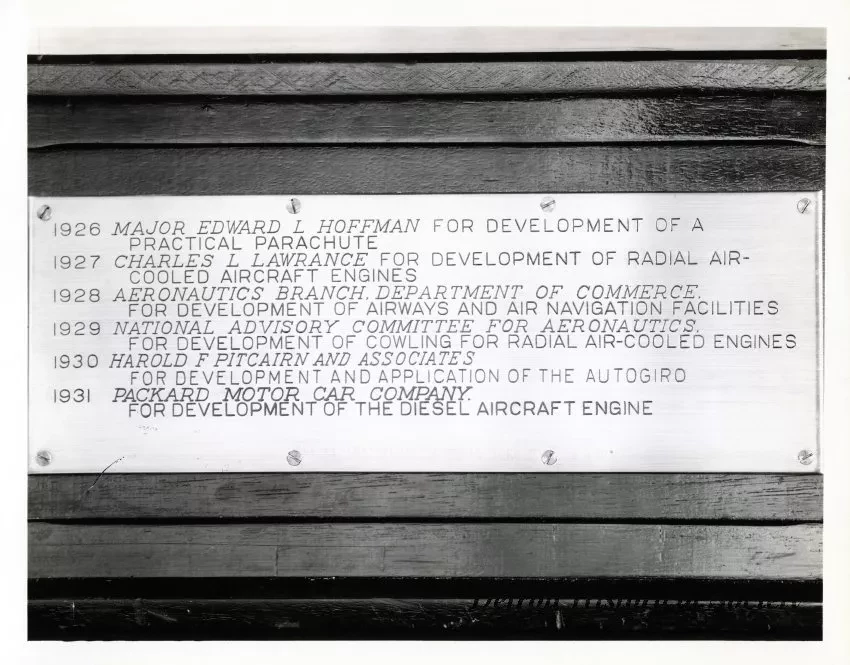 1926 MAJOR EDWARD L HOFFMAN FOR DEVELOPMENT OF A
PRACTICAL PARACHUTE
1927 CHARLES L LAWRANCE FOR DEVELOPMENT OF RADIAL AIR-
COOLED AIRCRAFT ENGINES
1928 AERONAUTICS BRANCH, DEPARTMENT OF COMMERCE,
FOR DEVELOPMENT OF AIRWAYS AND AIR NAVIGATION FACILITIES
1929 NATIONAL ADVISORY COMMITTEE FOR AERONAUTICS,
FOR DEVELOPMENT OF COWLING FOR RADIAL AIR-COOLED ENGINES
1930 HAROLD F PITCAIRN AND ASSOCIATES
FOR DEVELOPMENT AND APPLICATION OF THE AUTOGIRO
1931 PACKARD MOTOR CAR COMPANY,
FOR DEVELOPMENT OF THE DIESEL AIRCRAFT ENGINE